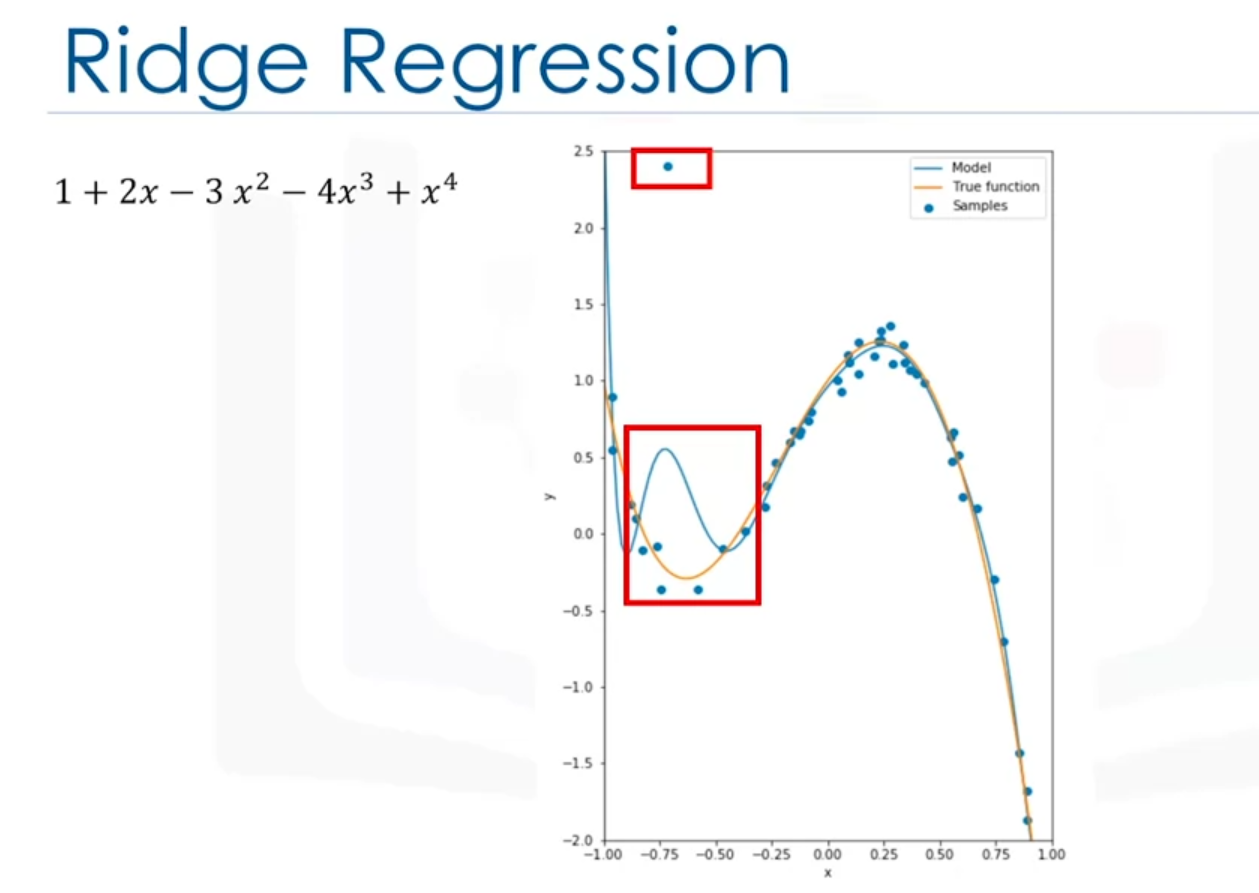 Ridge Regression
1 + 2x − 3 x² − 4x³ + x⁴
2.5
2.0
1.5
1.0
0.5
0.0
−0.5
−1.0
−1.5
−2.0
y
Model
True function
Samples
−1.00 −0.75 −0.50 −0.25 0.00 0.25 0.50 0.75 1.00
x